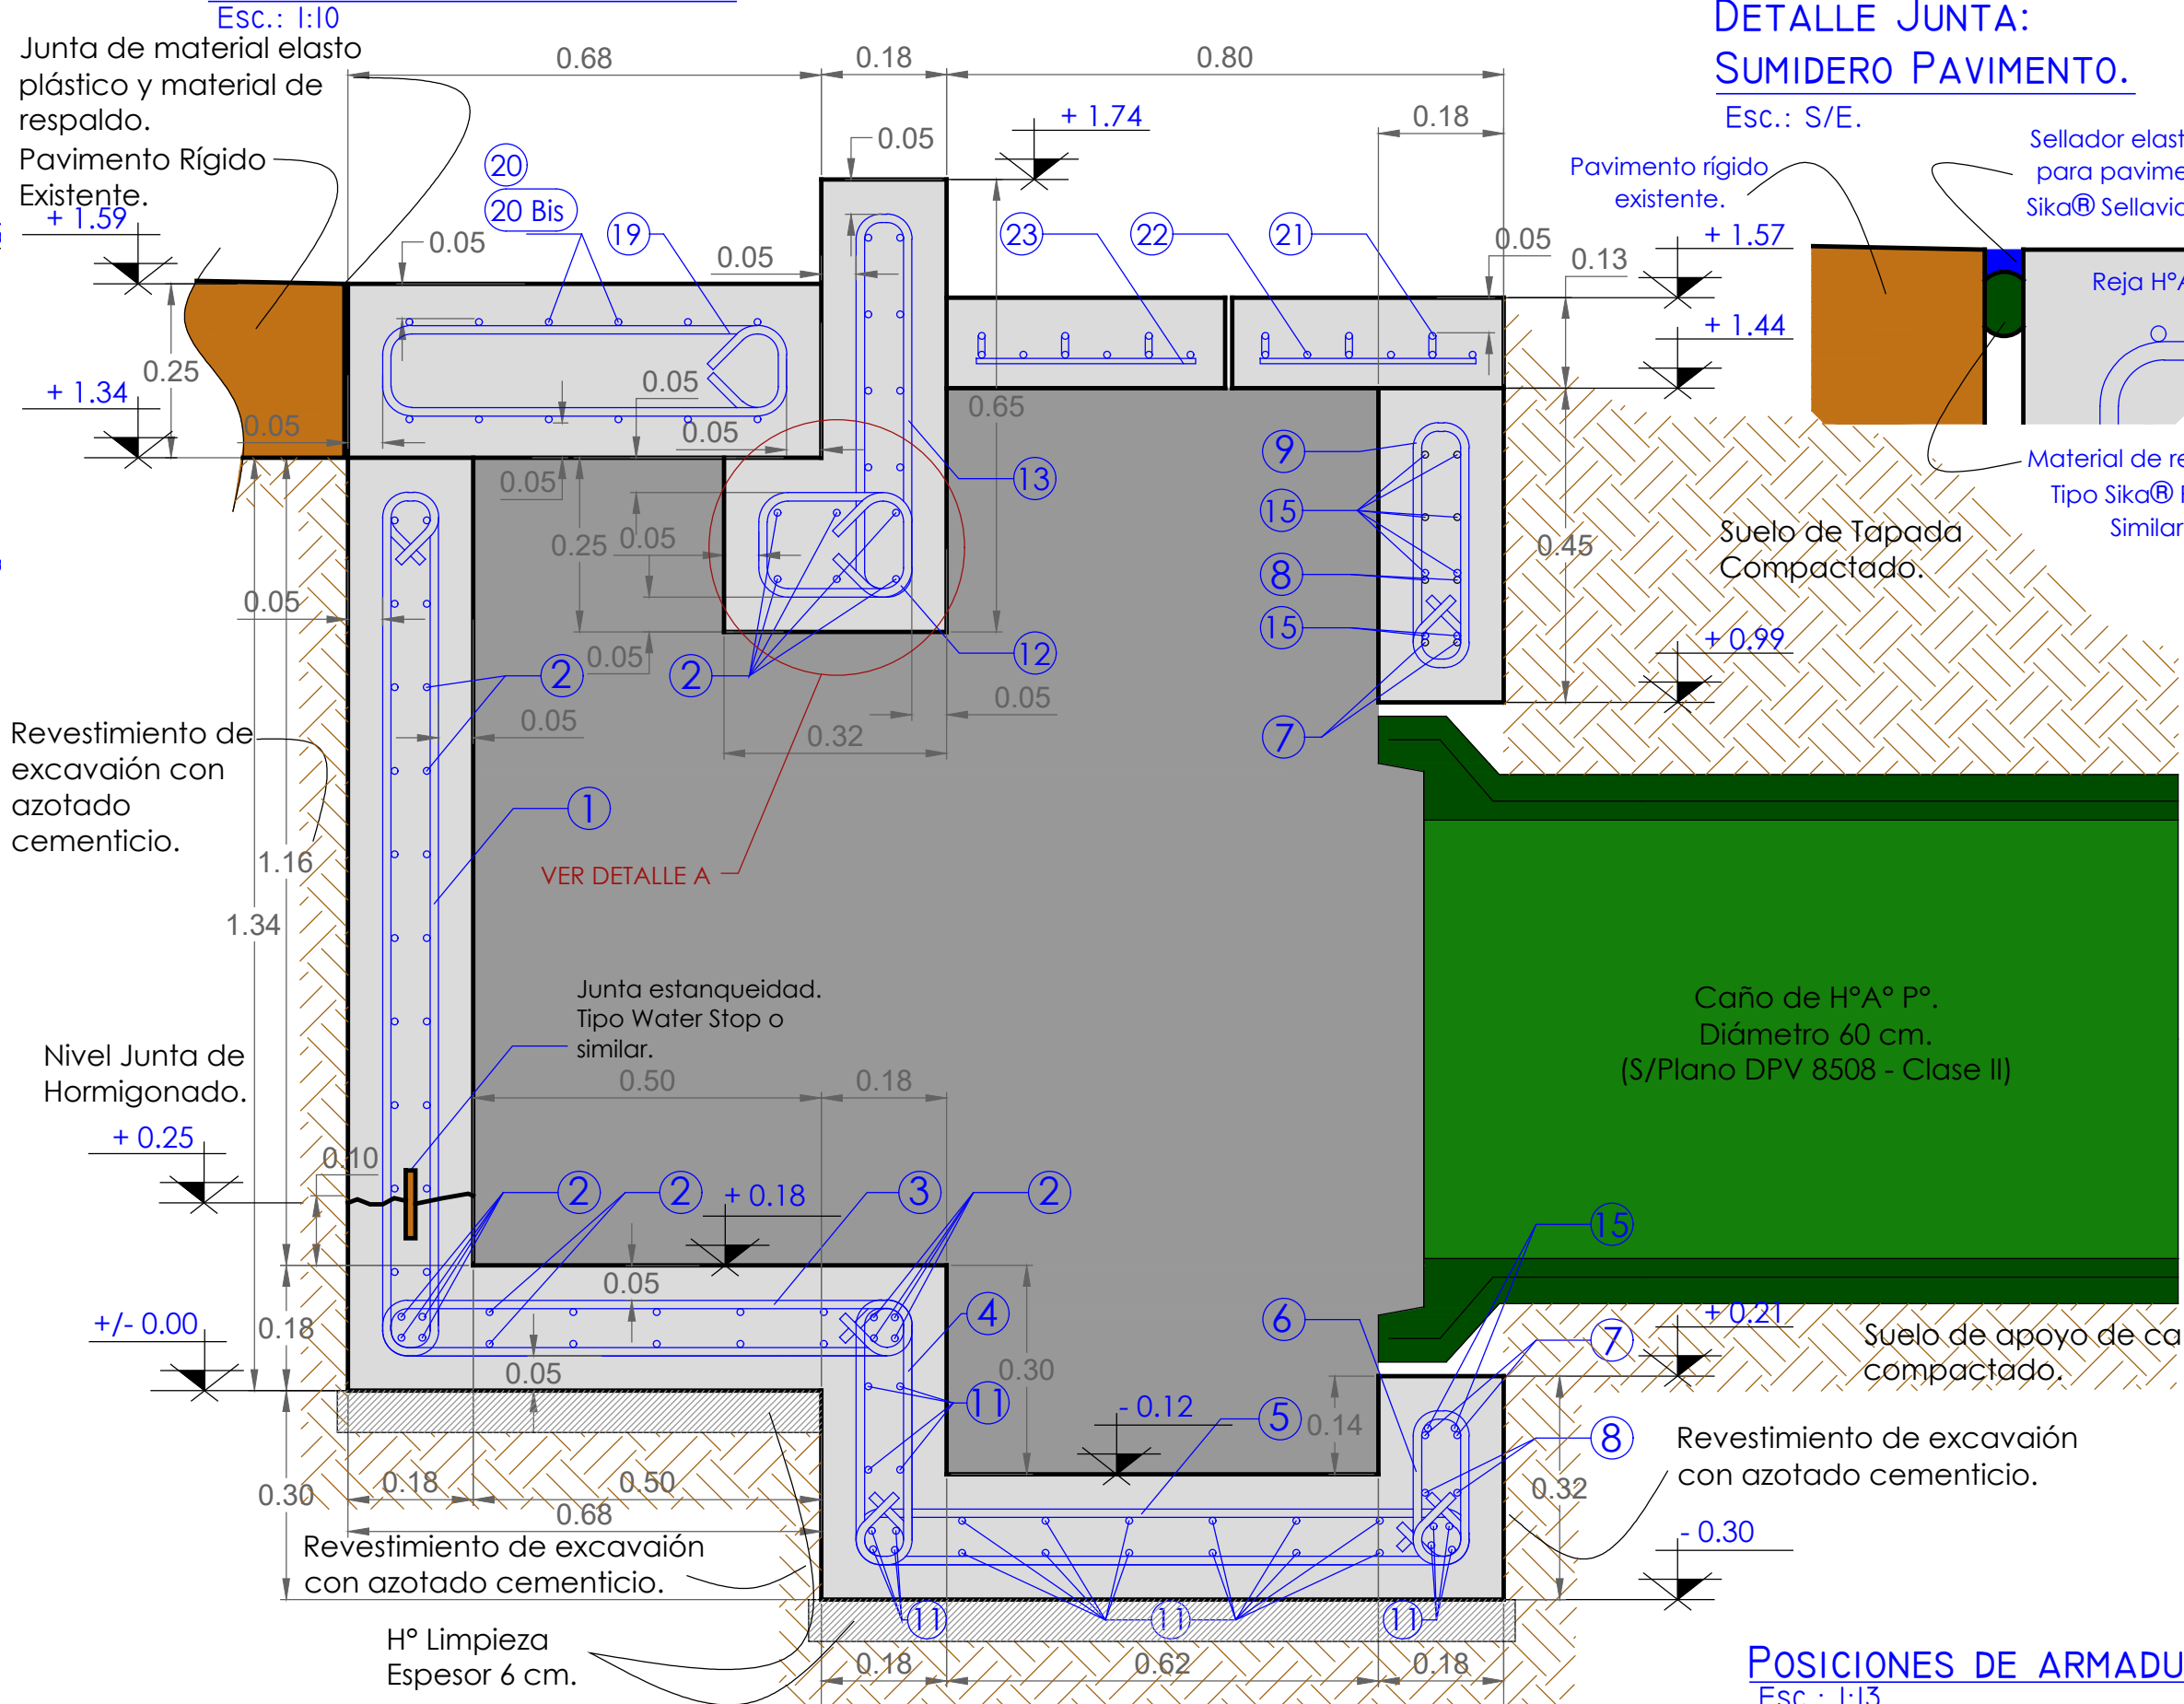 Esc.: 1:10
Junta de material elasto
plástico y material de
respaldo.
Pavimento Rígido
Existente.
+ 1.59
+ 1.34
0.25
0.05
0.68
0.18
0.80
0.18
0.05
+ 1.74
20
20 Bis
19
0.05
0.05
23
22
21
0.05
0.13
+ 1.57
+ 1.44
0.05
0.05
0.05
0.65
13
0.25
0.05
0.05
12
2
2
0.05
0.32
0.05
0.05
9
15
8
15
7
0.45
+ 0.99
Suelo de Tapada
Compactado.
DETALLE JUNTA:
SUMIDERO PAVIMENTO.
Esc.: S/E.
Pavimento rígido
existente.
Sellador elast
para pavime
Sika® Sellavia
Reja H°A
Material de re
Tipo Sika®
Similar
Revestimiento de
excavaión con
azotado
cementicio.
1
VER DETALLE A
1.16
1.34
Junta estanqueidad.
Tipo Water Stop o
similar.
Nivel Junta de
Hormigonado.
+ 0.25
0.10
0.50
0.18
Caño de H°A° P°.
Diámetro 60 cm.
(S/Plano DPV 8508 - Clase II)
2
2
+ 0.18
3
2
15
+/- 0.00
0.18
0.05
0.05
4
0.30
6
7
+ 0.21
Suelo de apoyo de ca
compactado.
11
- 0.12
5
0.14
8
Revestimiento de excavaión
con azotado cementicio.
0.30
0.18
0.50
0.68
0.32
- 0.30
Revestimiento de excavaión
con azotado cementicio.
11
11
11
H° Limpieza
Espesor 6 cm.
0.18
0.62
0.18
POSICIONES DE ARMADU
Esc.: 1:13